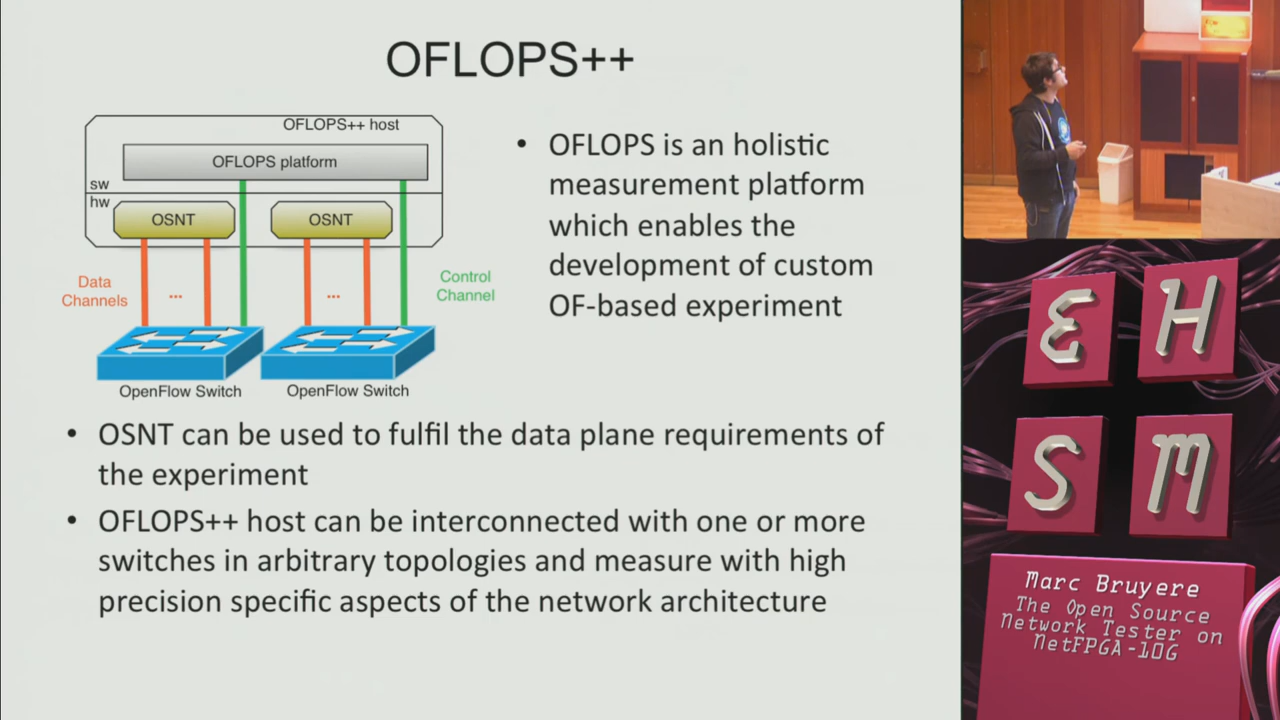 OFLOPS++
OFLOPS++ host
OFLOPS platform
sw
hw
OSNT
OSNT
Data
Channels
...
...
Control
Channel
OpenFlow Switch
OpenFlow Switch
• OFLOPS is an holistic
measurement platform
which enables the
development of custom
OF-based experiment
• OSNT can be used to fulfil the data plane requirements of
the experiment
• OFLOPS++ host can be interconnected with one or more
switches in arbitrary topologies and measure with high
precision specific aspects of the network architecture
E H
S M
Marc Bruyere
The Open Source
Network Tester on
NetFPGA-10G